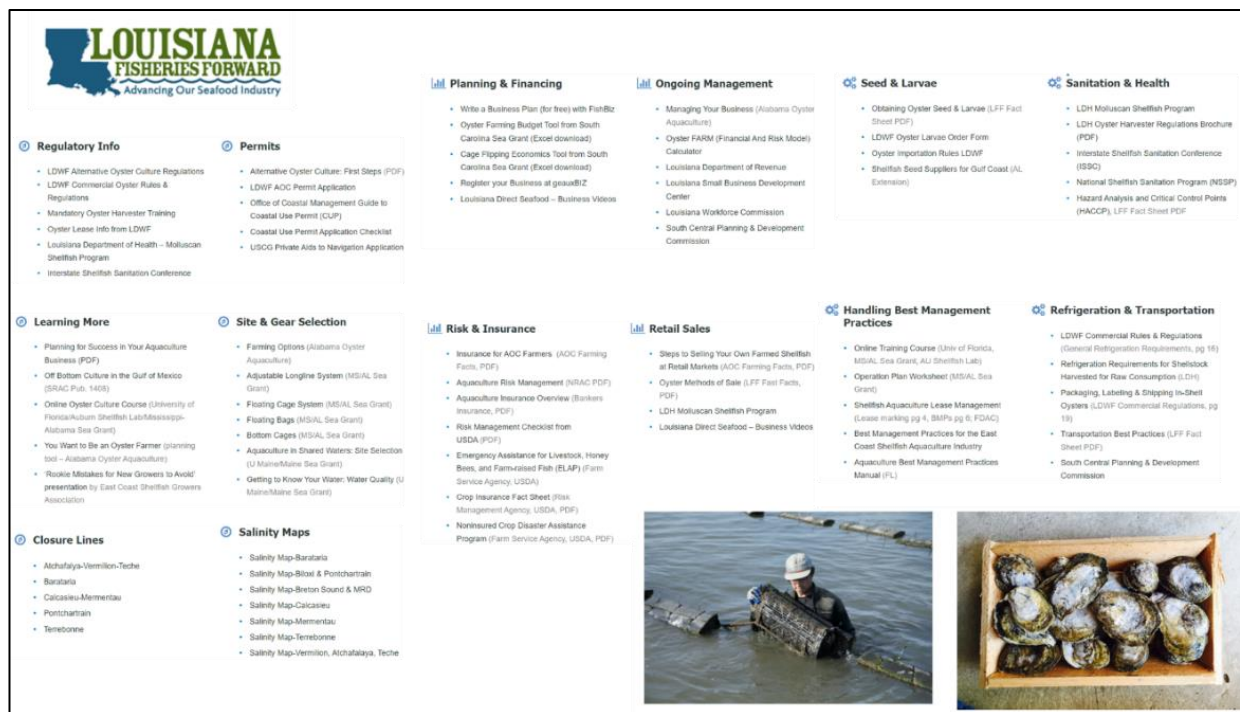 LOUISIANA
FISHERIES FORWARD
Advancing Our Seafood Industry
Regulatory Info
LDWF Alternative Oyster Culture Regulations
LDWF Commercial Oyster Rules &
Regulations
Mandatory Oyster Harvester Training
Oyster Lease Info from LDWF
Louisiana Department of Health – Molluscan
Shellfish Program
Interstate Shellfish Sanitation Conference
Permits
Alternative Oyster Culture: First Steps (PDF)
LDWF AOC Permit Application
Office of Coastal Management Guide to
Coastal Use Permit (CUP)
Coastal Use Permit Application Checklist
USCG Private Aids to Navigation Application
Planning & Financing
Write a Business Plan (for free) with FishBiz
Oyster Farming Budget Tool from South
Carolina Sea Grant (Excel download)
Cage Flipping Economics Tool from South
Carolina Sea Grant (Excel download)
Register your Business at geauxBIZ
Louisiana Direct Seafood – Business Videos
Ongoing Management
Managing Your Business (Alabama Oyster
Aquaculture)
Oyster FARM (Financial And Risk Model)
Calculator
Louisiana Department of Revenue
Louisiana Small Business Development
Center
Louisiana Workforce Commission
South Central Planning & Development
Commission
Seed & Larvae
Obtaining Oyster Seed & Larvae (LFF Fact
Sheet PDF)
LDWF Oyster Larvae Order Form
Oyster Importation Rules LDWF
Shellfish Seed Suppliers for Gulf Coast (AL
Extension)
Sanitation & Health
LDH Molluscan Shellfish Program
LDH Oyster Harvester Regulations Brochure
(PDF)
Interstate Shellfish Sanitation Conference
(ISSC)
National Shellfish Sanitation Program (NSSP)
Hazard Analysis and Critical Control Points
(HACCP), LFF Fact Sheet PDF
Learning More
Planning for Success in Your Aquaculture
Business (PDF)
Off Bottom Culture in the Gulf of Mexico
(SRAC Pub. 1408)
Online Oyster Culture Course (University of
Florida/Auburn Shellfish Lab/Mississippi-
Alabama Sea Grant)
You Want to Be an Oyster Farmer (planning
tool – Alabama Oyster Aquaculture)
'Rookie Mistakes for New Growers to Avoid'
presentation by East Coast Shellfish Growers
Association
Site & Gear Selection
Farming Options (Alabama Oyster
Aquaculture)
Adjustable Longline System (MS/AL Sea
Grant)
Floating Cage System (MS/AL Sea Grant)
Floating Bags (MS/AL Sea Grant)
Bottom Cages (MS/AL Sea Grant)
Aquaculture in Shared Waters: Site Selection
(U Maine/Maine Sea Grant)
Getting to Know Your Water: Water Quality (U
Maine/Maine Sea Grant)
Risk & Insurance
Insurance for AOC Farmers (AOC Farming
Facts, PDF)
Aquaculture Risk Management (NRAC PDF)
Aquaculture Insurance Overview (Bankers
Insurance, PDF)
Risk Management Checklist from
USDA (PDF)
Emergency Assistance for Livestock, Honey
Bees, and Farm-raised Fish (ELAP) (Farm
Service Agency, USDA)
Crop Insurance Fact Sheet (Risk
Management Agency, USDA, PDF)
Noninsured Crop Disaster Assistance
Program (Farm Service Agency, USDA, PDF)
Retail Sales
Steps to Selling Your Own Farmed Shellfish
at Retail Markets (AOC Farming Facts, PDF)
Oyster Methods of Sale (LFF Fast Facts,
PDF)
LDH Molluscan Shellfish Program
Louisiana Direct Seafood – Business Videos
Handling Best Management
Practices
Online Training Course (Univ of Florida,
MS/AL Sea Grant, AU Shellfish Lab)
Operation Plan Worksheet (MS/AL Sea
Grant)
Shellfish Aquaculture Lease Management
(Lease marking pg 4, BMPs pg 6; FDAC)
Best Management Practices for the East
Coast Shellfish Aquaculture Industry
Aquaculture Best Management Practices
Manual (FL)
Refrigeration & Transportation
LDWF Commercial Rules & Regulations
(General Refrigeration Requirements, pg 16)
Refrigeration Requirements for Shellstock
Harvested for Raw Consumption (LDH)
Packaging, Labeling & Shipping In-Shell
Oysters (LDWF Commercial Regulations, pg
19)
Transportation Best Practices (LFF Fact
Sheet PDF)
South Central Planning & Development
Commission
Closure Lines
Atchafalaya-Vermilion-Teche
Barataria
Calcasieu-Mermentau
Pontchartrain
Terrebonne
Salinity Maps
Salinity Map-Barataria
Salinity Map-Biloxi & Pontchartrain
Salinity Map-Breton Sound & MRD
Salinity Map-Calcasieu
Salinity Map-Mermentau
Salinity Map-Terrebonne
Salinity Map-Vermilion, Atchafalaya, Teche